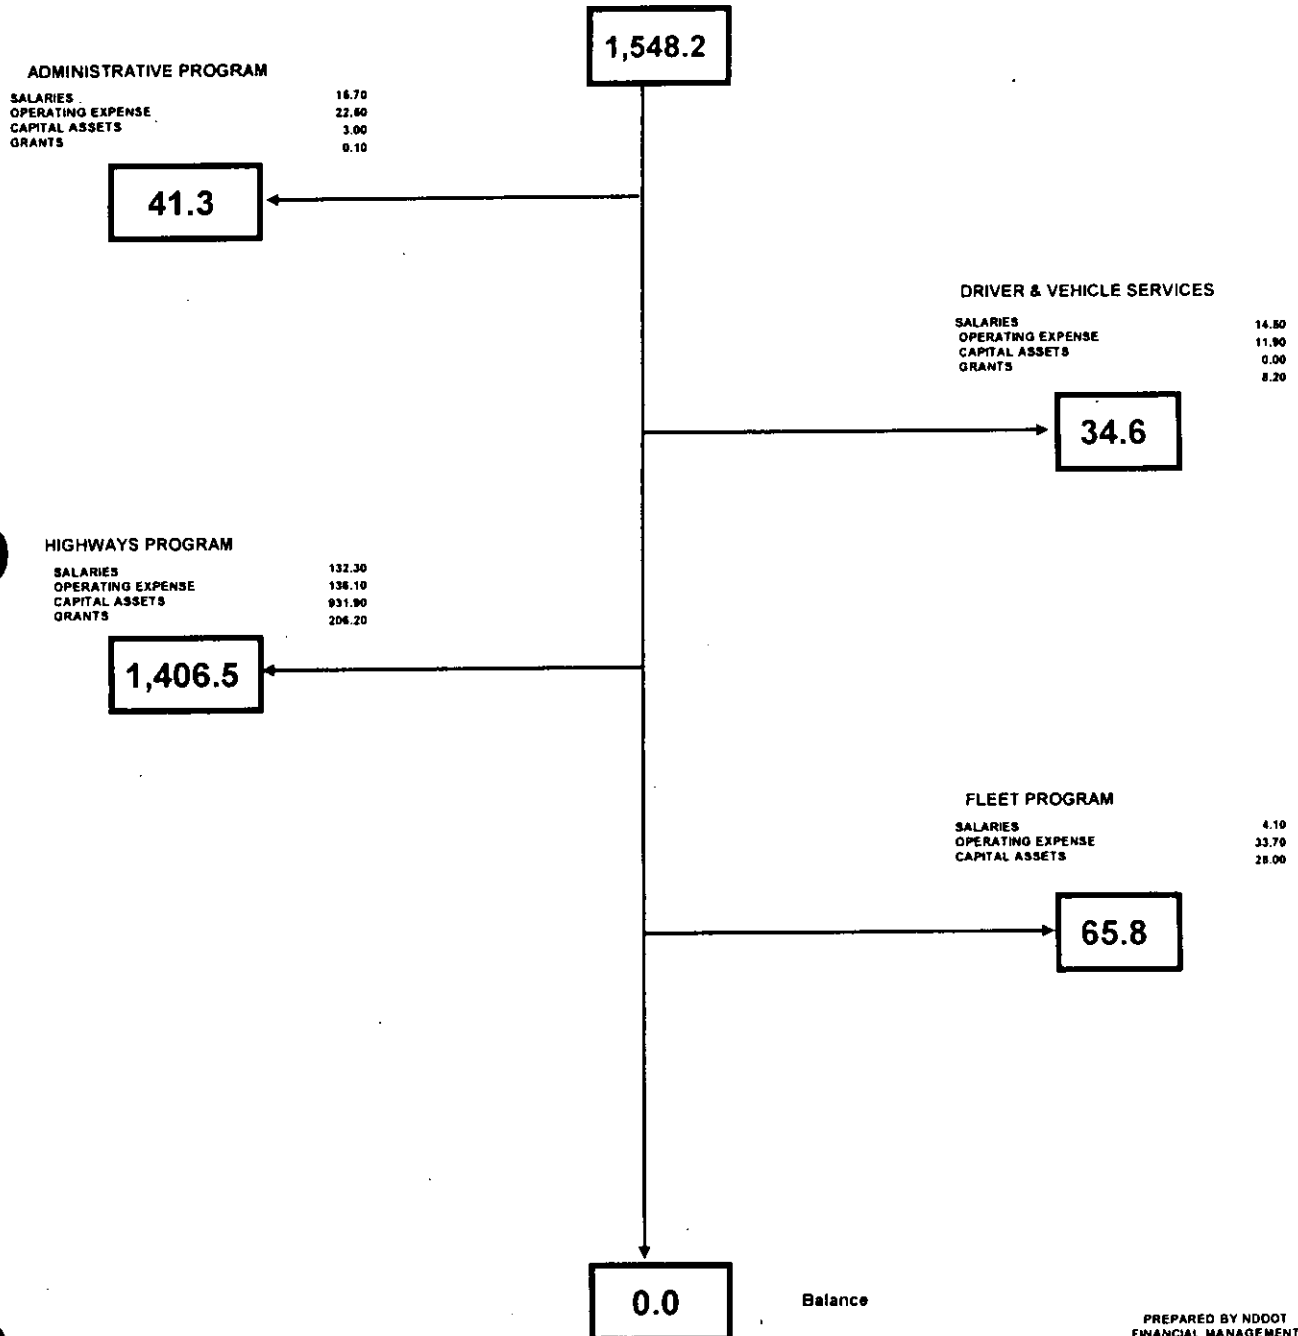 1,548.2
ADMINISTRATIVE PROGRAM
SALARIES 15.70
OPERATING EXPENSE 22.50
CAPITAL ASSETS 3.00
GRANTS 0.10
41.3
DRIVER & VEHICLE SERVICES
SALARIES 14.50
OPERATING EXPENSE 11.90
CAPITAL ASSETS 0.00
GRANTS 8.20
34.6
HIGHWAYS PROGRAM
SALARIES 132.30
OPERATING EXPENSE 136.10
CAPITAL ASSETS 931.90
GRANTS 206.20
1,406.5
FLEET PROGRAM
SALARIES 4.10
OPERATING EXPENSE 33.70
CAPITAL ASSETS 28.00
65.8
0.0 Balance
PREPARED BY NDDOT
FINANCIAL MANAGEMENT